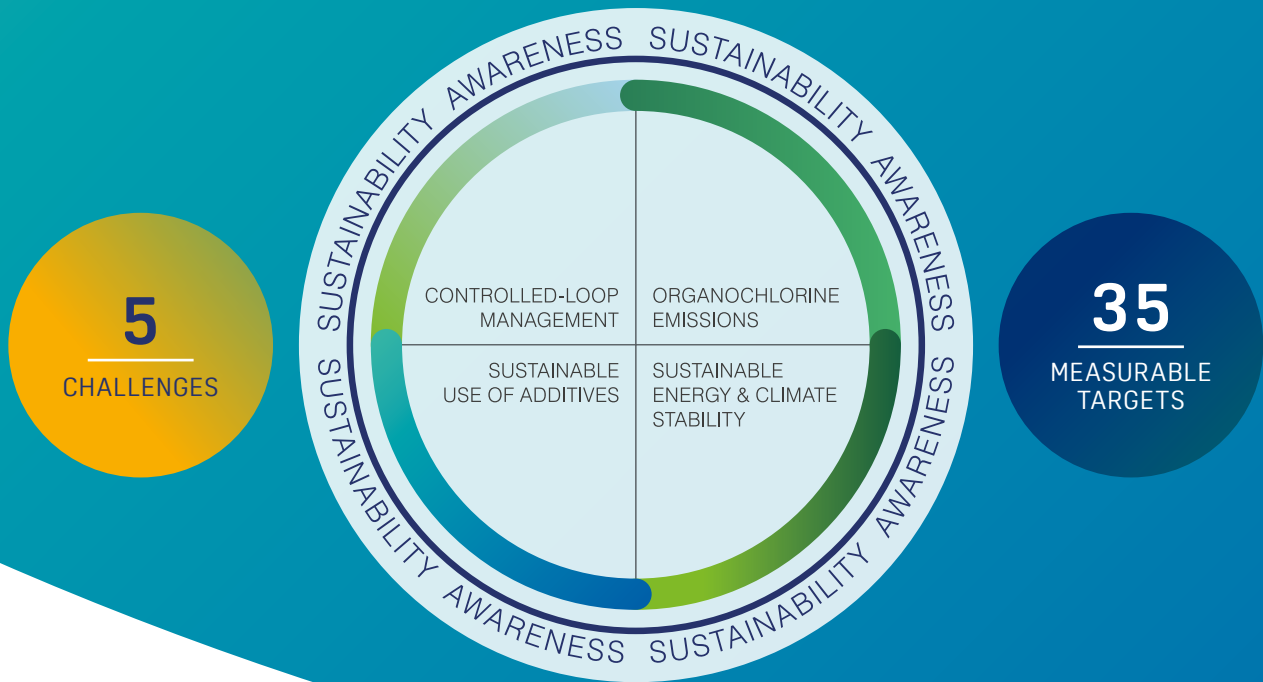 5
CHALLENGES
SUSTAINABILITY AWARENESS
SUSTAINABILITY AWARENESS
CONTROLLED-LOOP
MANAGEMENT
ORGANOCHLORINE
EMISSIONS
SUSTAINABLE
USE OF ADDITIVES
SUSTAINABLE
ENERGY & CLIMATE
STABILITY
SUSTAINABILITY AWARENESS
SUSTAINABILITY AWARENESS
35
MEASURABLE
TARGETS